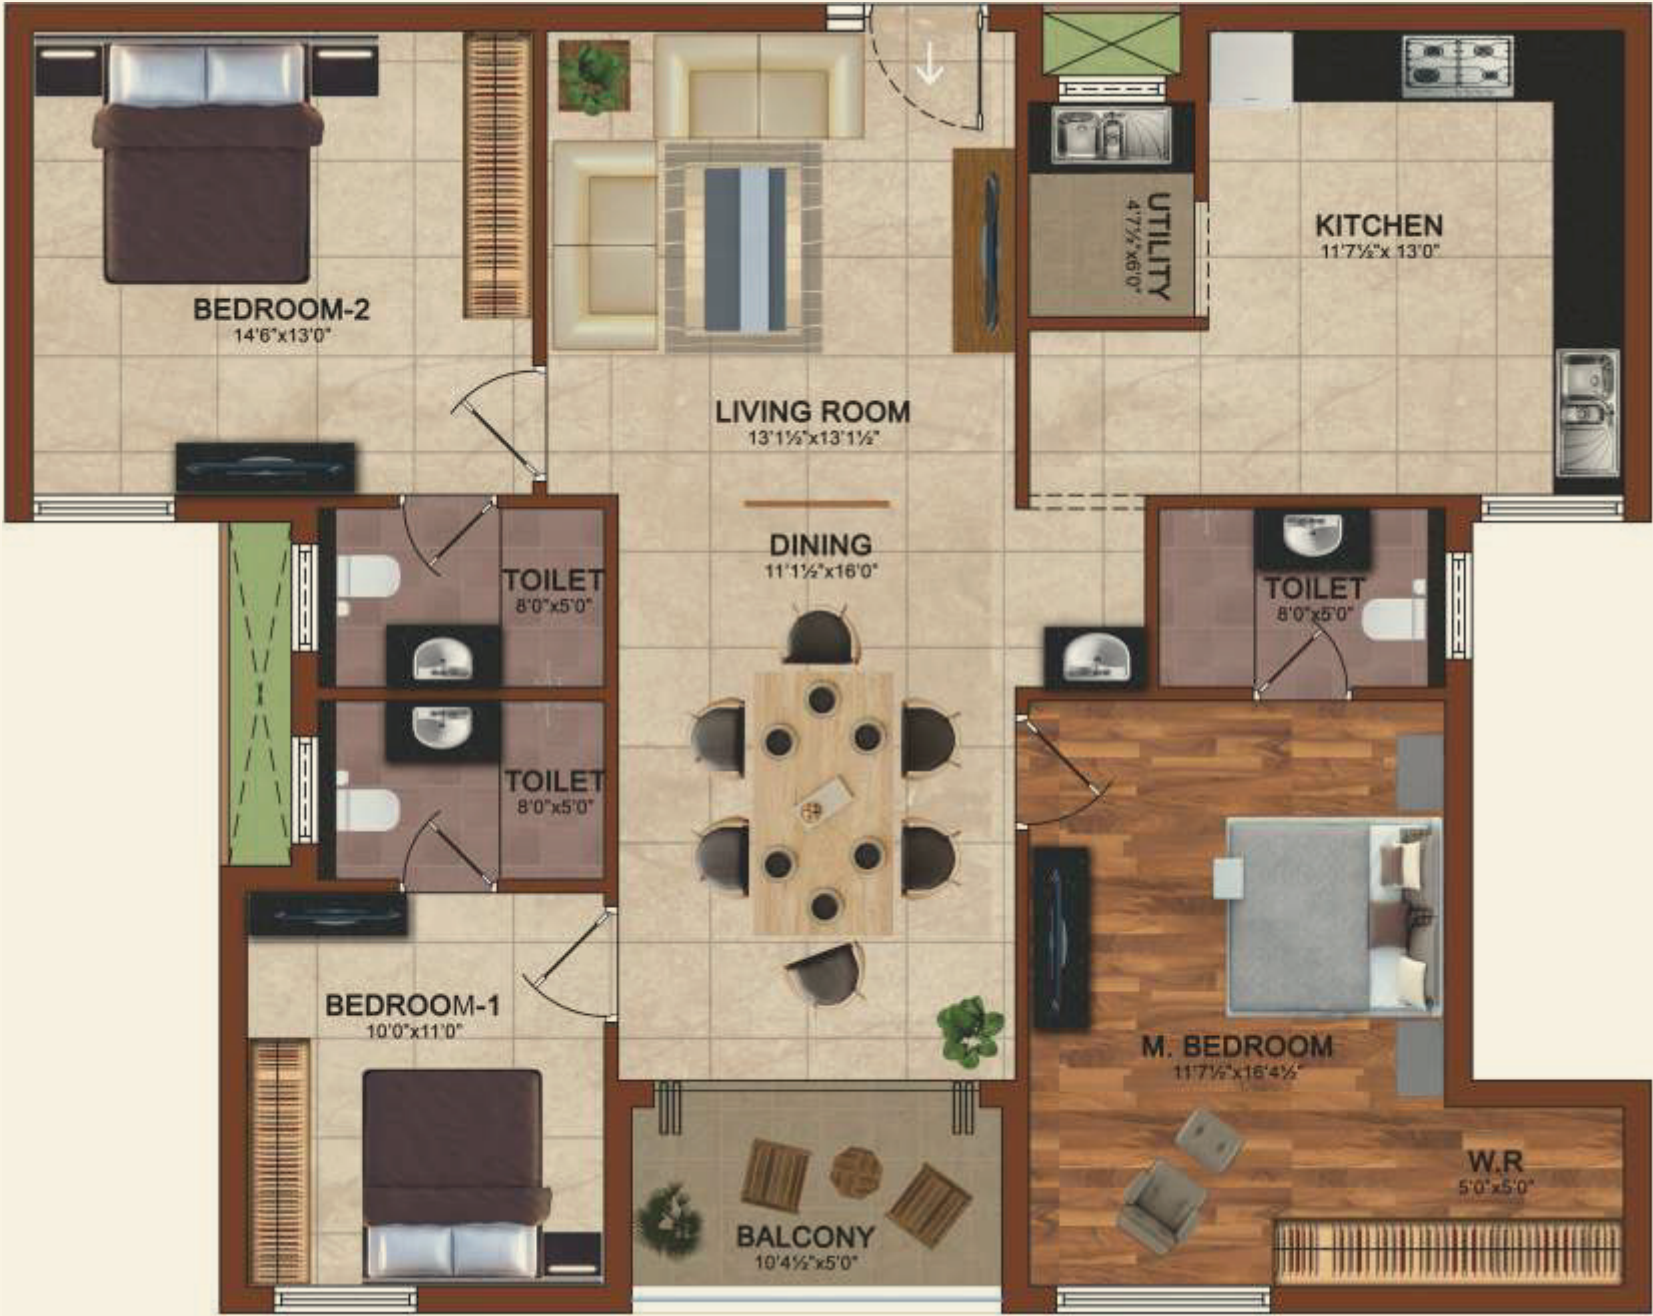 BEDROOM-2
14'6"x13'0"
LIVING ROOM
13'1½"x13'1½"
UTILITY
4'7½"x6'0"
KITCHEN
11'7½"x 13'0"
DINING
11'1½"x16'0"
TOILET
8'0"x5'0"
TOILET
8'0"x5'0"
TOILET
8'0"x5'0"
BEDROOM-1
10'0"x11'0"
M. BEDROOM
11'7½"x16'4½"
W.R
5'0"x5'0"
BALCONY
10'4½"x5'0"